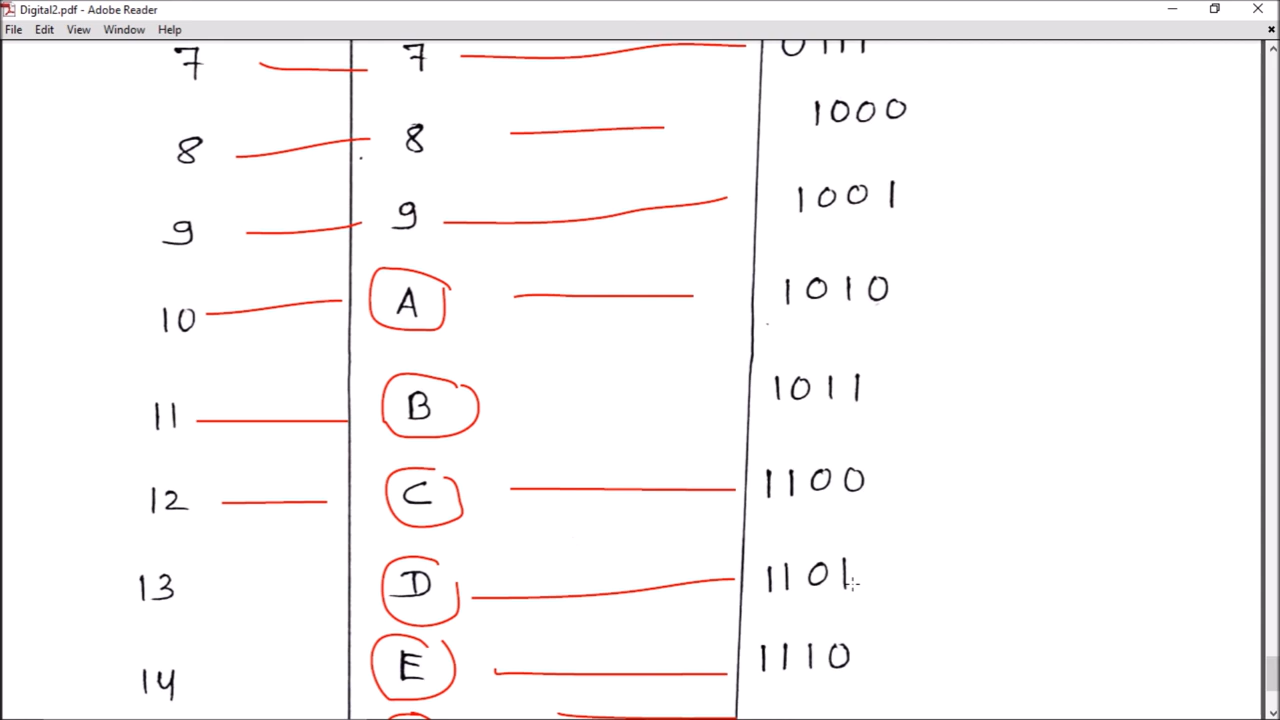 Digital2.pdf - Adobe Reader
File Edit View Window Help
7 7 0111
8 8 1000
9 9 1001
10 A 1010
11 B 1011
12 C 1100
13 D 1101
14 E 1110